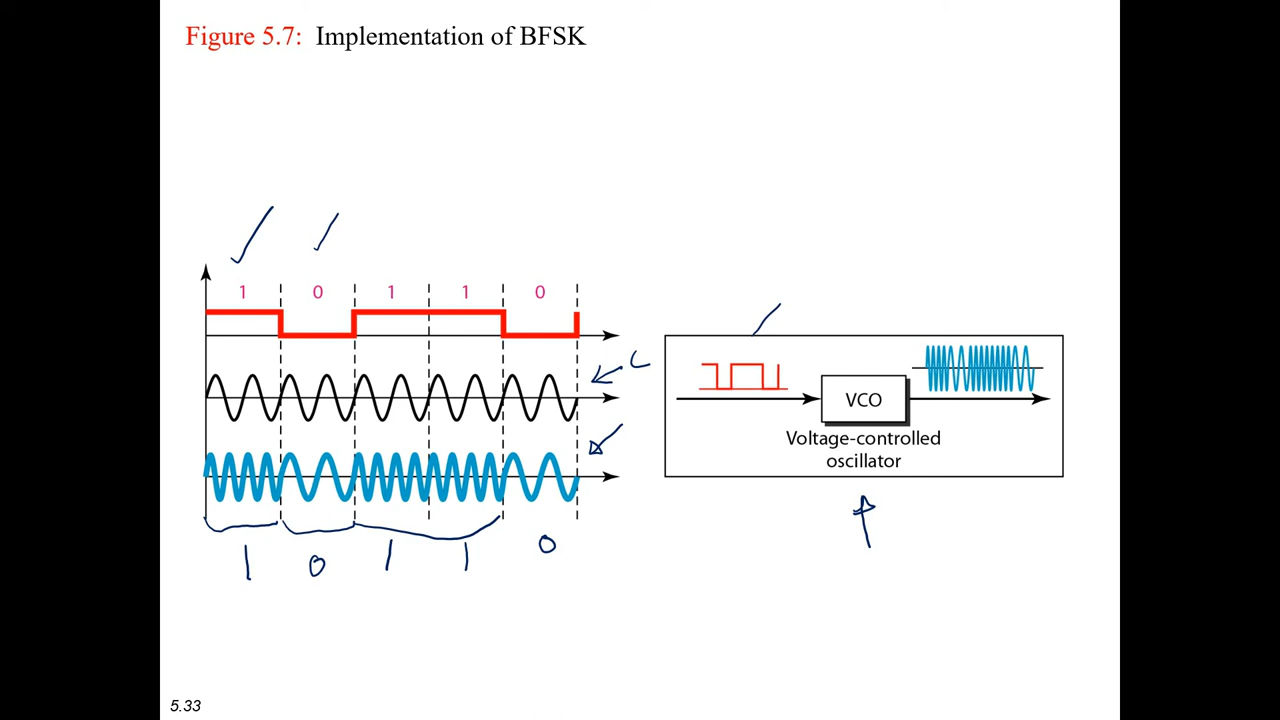 Figure 5.7: Implementation of BFSK
1 0 1 1 0
C
VCO
Voltage-controlled
oscillator
1 0 1 1 0
5.33